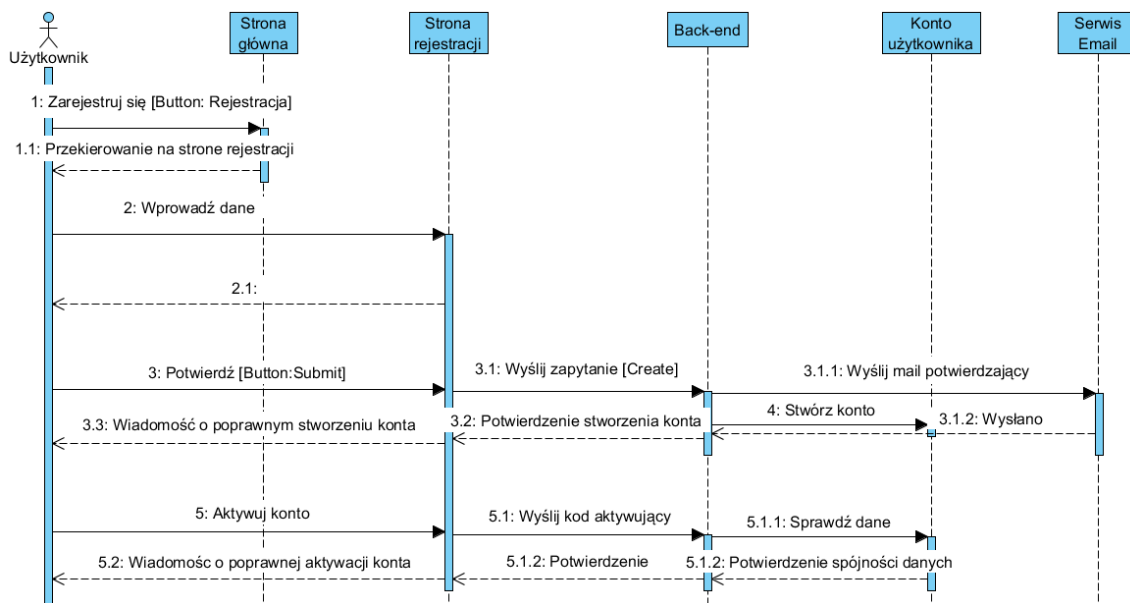 Użytkownik
Strona
główna
Strona
rejestracji
Back-end
Konto
użytkownika
Serwis
Email
1: Zarejestruj się [Button: Rejestracja]
1.1: Przekierowanie na strone rejestracji
2: Wprowadź dane
2.1:
3: Potwierdź [Button:Submit]
3.1: Wyślij zapytanie [Create]
3.1.1: Wyślij mail potwierdzający
4: Stwórz konto
3.1.2: Wysłano
3.2: Potwierdzenie stworzenia konta
3.3: Wiadomość o poprawnym stworzeniu konta
5: Aktywuj konto
5.1: Wyślij kod aktywujący
5.1.1: Sprawdź dane
5.1.2: Potwierdzenie spójności danych
5.1.2: Potwierdzenie
5.2: Wiadomośc o poprawnej aktywacji konta